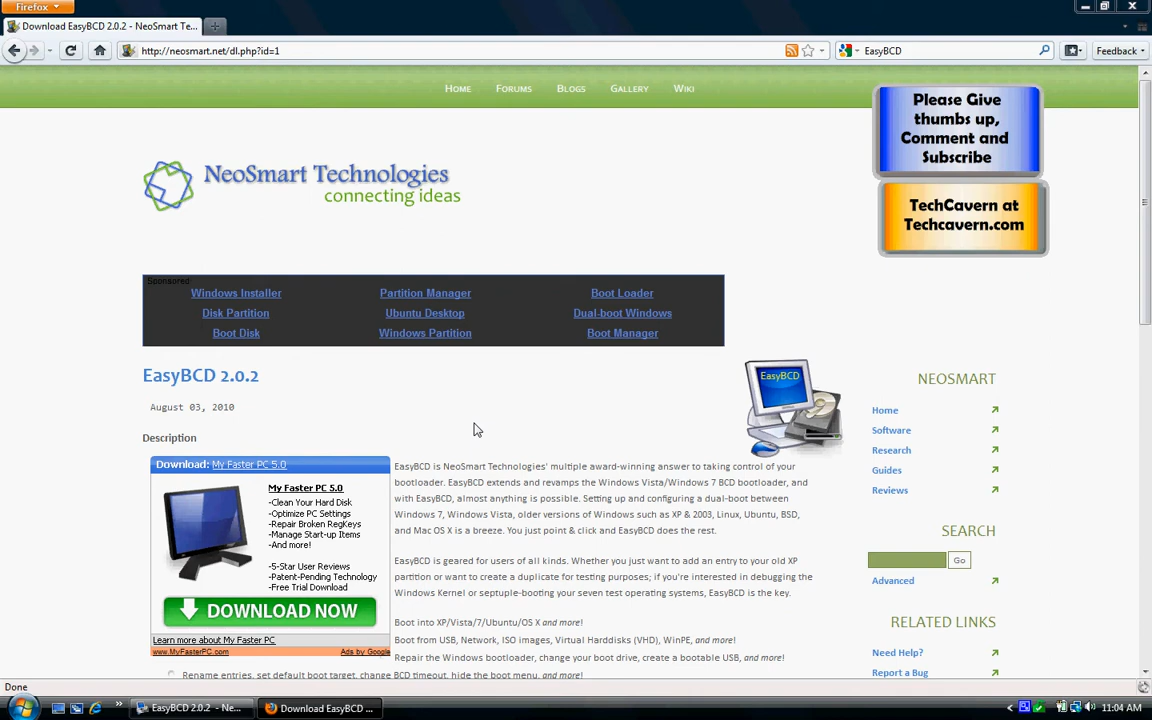 Firefox
Download EasyBCD 2.0.2 - NeoSmart Te...
http://neosmart.net/dl.php?id=1
EasyBCD
Feedback
Home
Forums
Blogs
Gallery
Wiki
Please Give
thumbs up,
Comment and
Subscribe
NeoSmart Technologies
connecting ideas
TechCavern at
Techcavern.com
Sponsored
Windows Installer
Partition Manager
Boot Loader
Disk Partition
Ubuntu Desktop
Dual-boot Windows
Boot Disk
Windows Partition
Boot Manager
EasyBCD 2.0.2
EasyBCD
NEOSMART
August 03, 2010
Home
Software
Research
Guides
Reviews
Description
Download: My Faster PC 5.0
My Faster PC 5.0
-Clean Your Hard Disk
-Optimize PC Settings
-Repair Broken RegKeys
-Manage Start-up Items
-And more!
-5-Star User Reviews
-Patent-Pending Technology
-Free Trial Download
DOWNLOAD NOW
Learn more about My Faster PC
www.MyFasterPC.com
Ads by Google
EasyBCD is NeoSmart Technologies' multiple award-winning answer to taking control of your
bootloader. EasyBCD extends and revamps the Windows Vista/Windows 7 BCD bootloader, and
with EasyBCD, almost anything is possible. Setting up and configuring a dual-boot between
Windows 7, Windows Vista, older versions of Windows such as XP & 2003, Linux, Ubuntu, BSD,
and Mac OS X is a breeze. You just point & click and EasyBCD does the rest.
EasyBCD is geared for users of all kinds. Whether you just want to add an entry to your old XP
partition or want to create a duplicate for testing purposes; if you're interested in debugging the
Windows Kernel or septuple-booting your seven test operating systems, EasyBCD is the key.
Boot into XP/Vista/7/Ubuntu/OS X and more!
Boot from USB, Network, ISO images, Virtual Harddisks (VHD), WinPE, and more!
Repair the Windows bootloader, change your boot drive, create a bootable USB, and more!
Rename entries, set default boot target, change BCD timeout, hide the boot menu, and more!
SEARCH
Go
Advanced
RELATED LINKS
Need Help?
Report a Bug
Done
EasyBCD 2.0.2 - Ne...
Download EasyBCD ...
11:04 AM